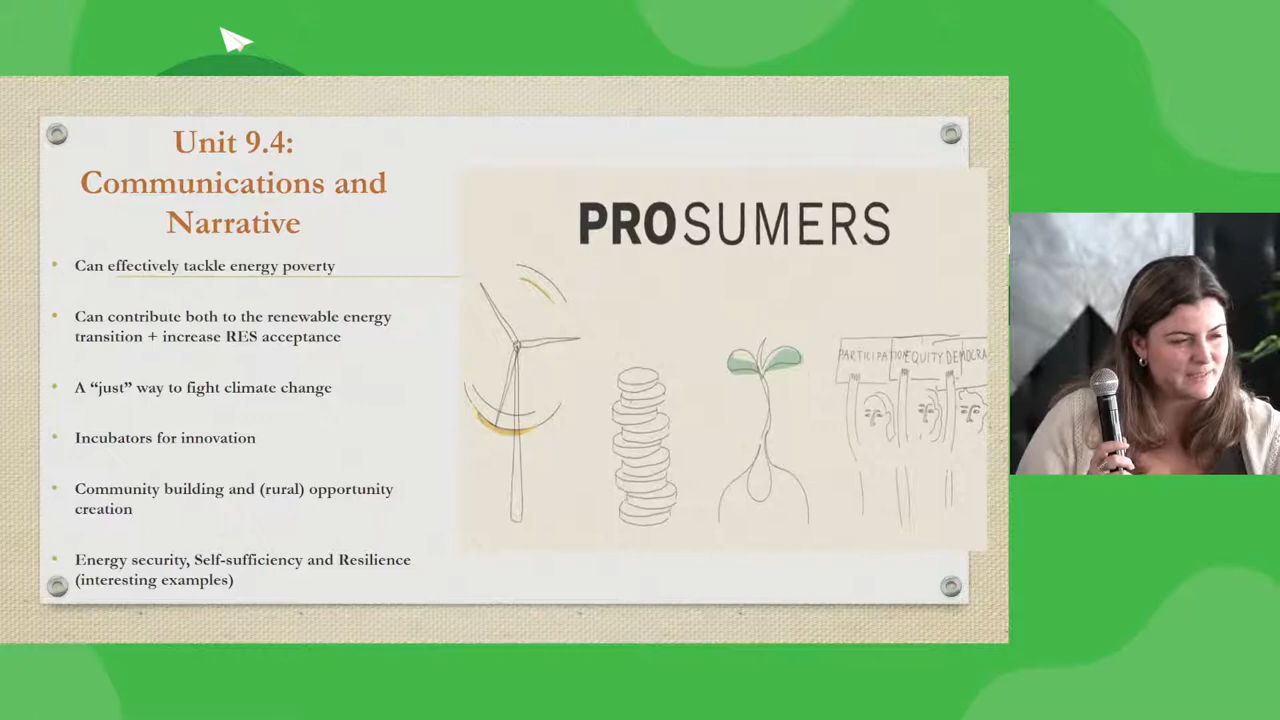 Unit 9.4:
Communications and
Narrative
• Can effectively tackle energy poverty
• Can contribute both to the renewable energy
transition + increase RES acceptance
• A “just” way to fight climate change
• Incubators for innovation
• Community building and (rural) opportunity
creation
• Energy security, Self-sufficiency and Resilience
(interesting examples)
PROSUMERS
PARTICIPATION EQUITY DEMOCRA